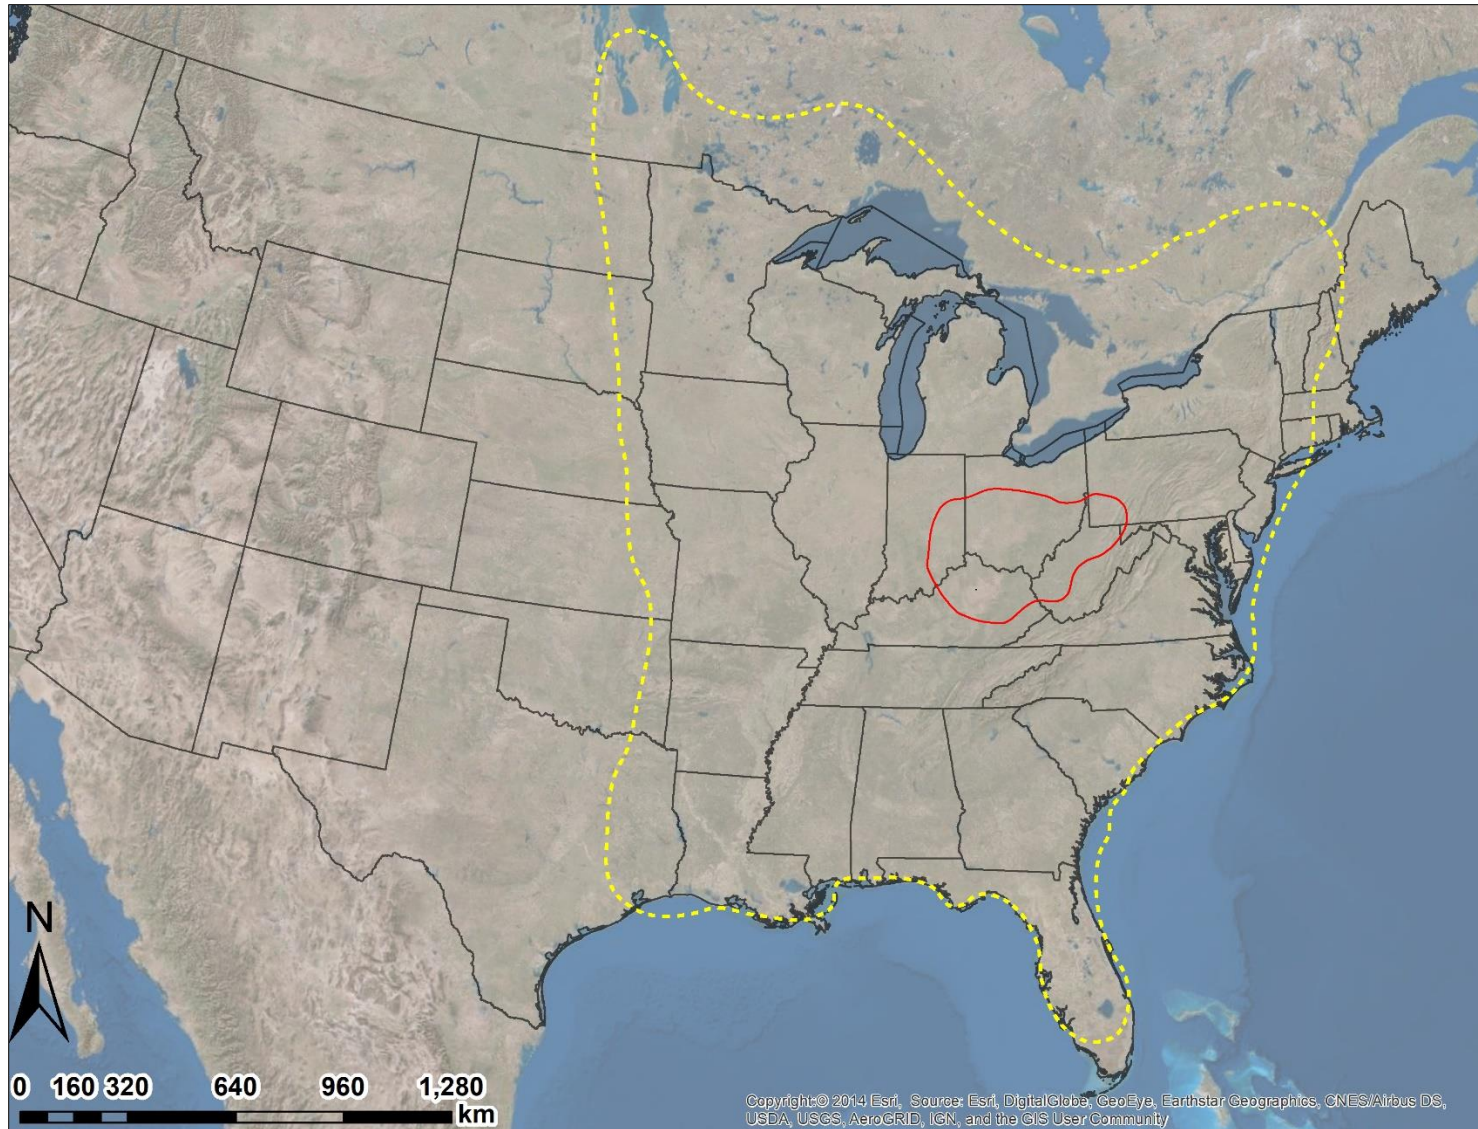 N
0 160 320 640 960 1,280
km
Copyright:© 2014 Esri, Source: Esri, DigitalGlobe, GeoEye, Earthstar Geographics, CNES/Airbus DS,
USDA, USGS, AeroGRID, IGN, and the GIS User Community